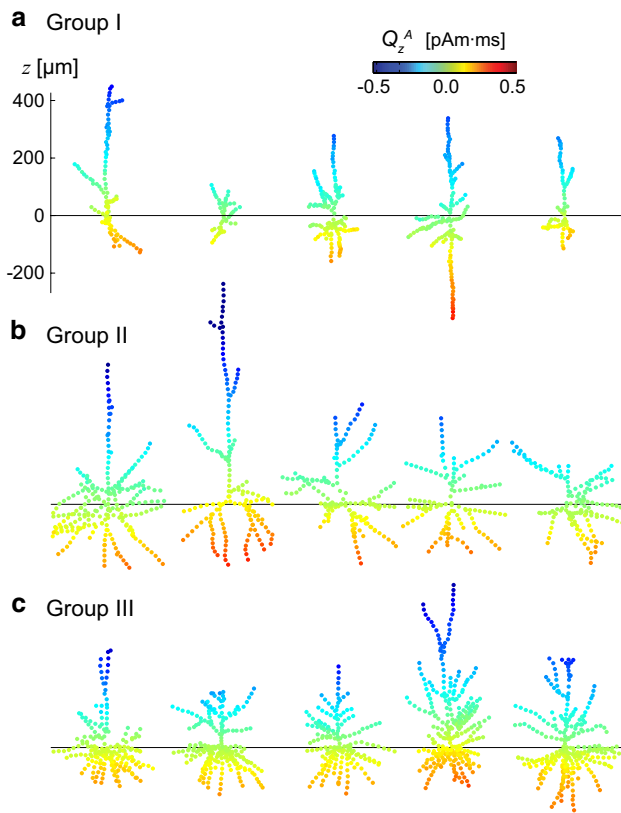 a Group I
Q_z^A [pAm·ms]
-0.5 0.0 0.5
z [µm]
400
200
0
-200
b Group II
c Group III